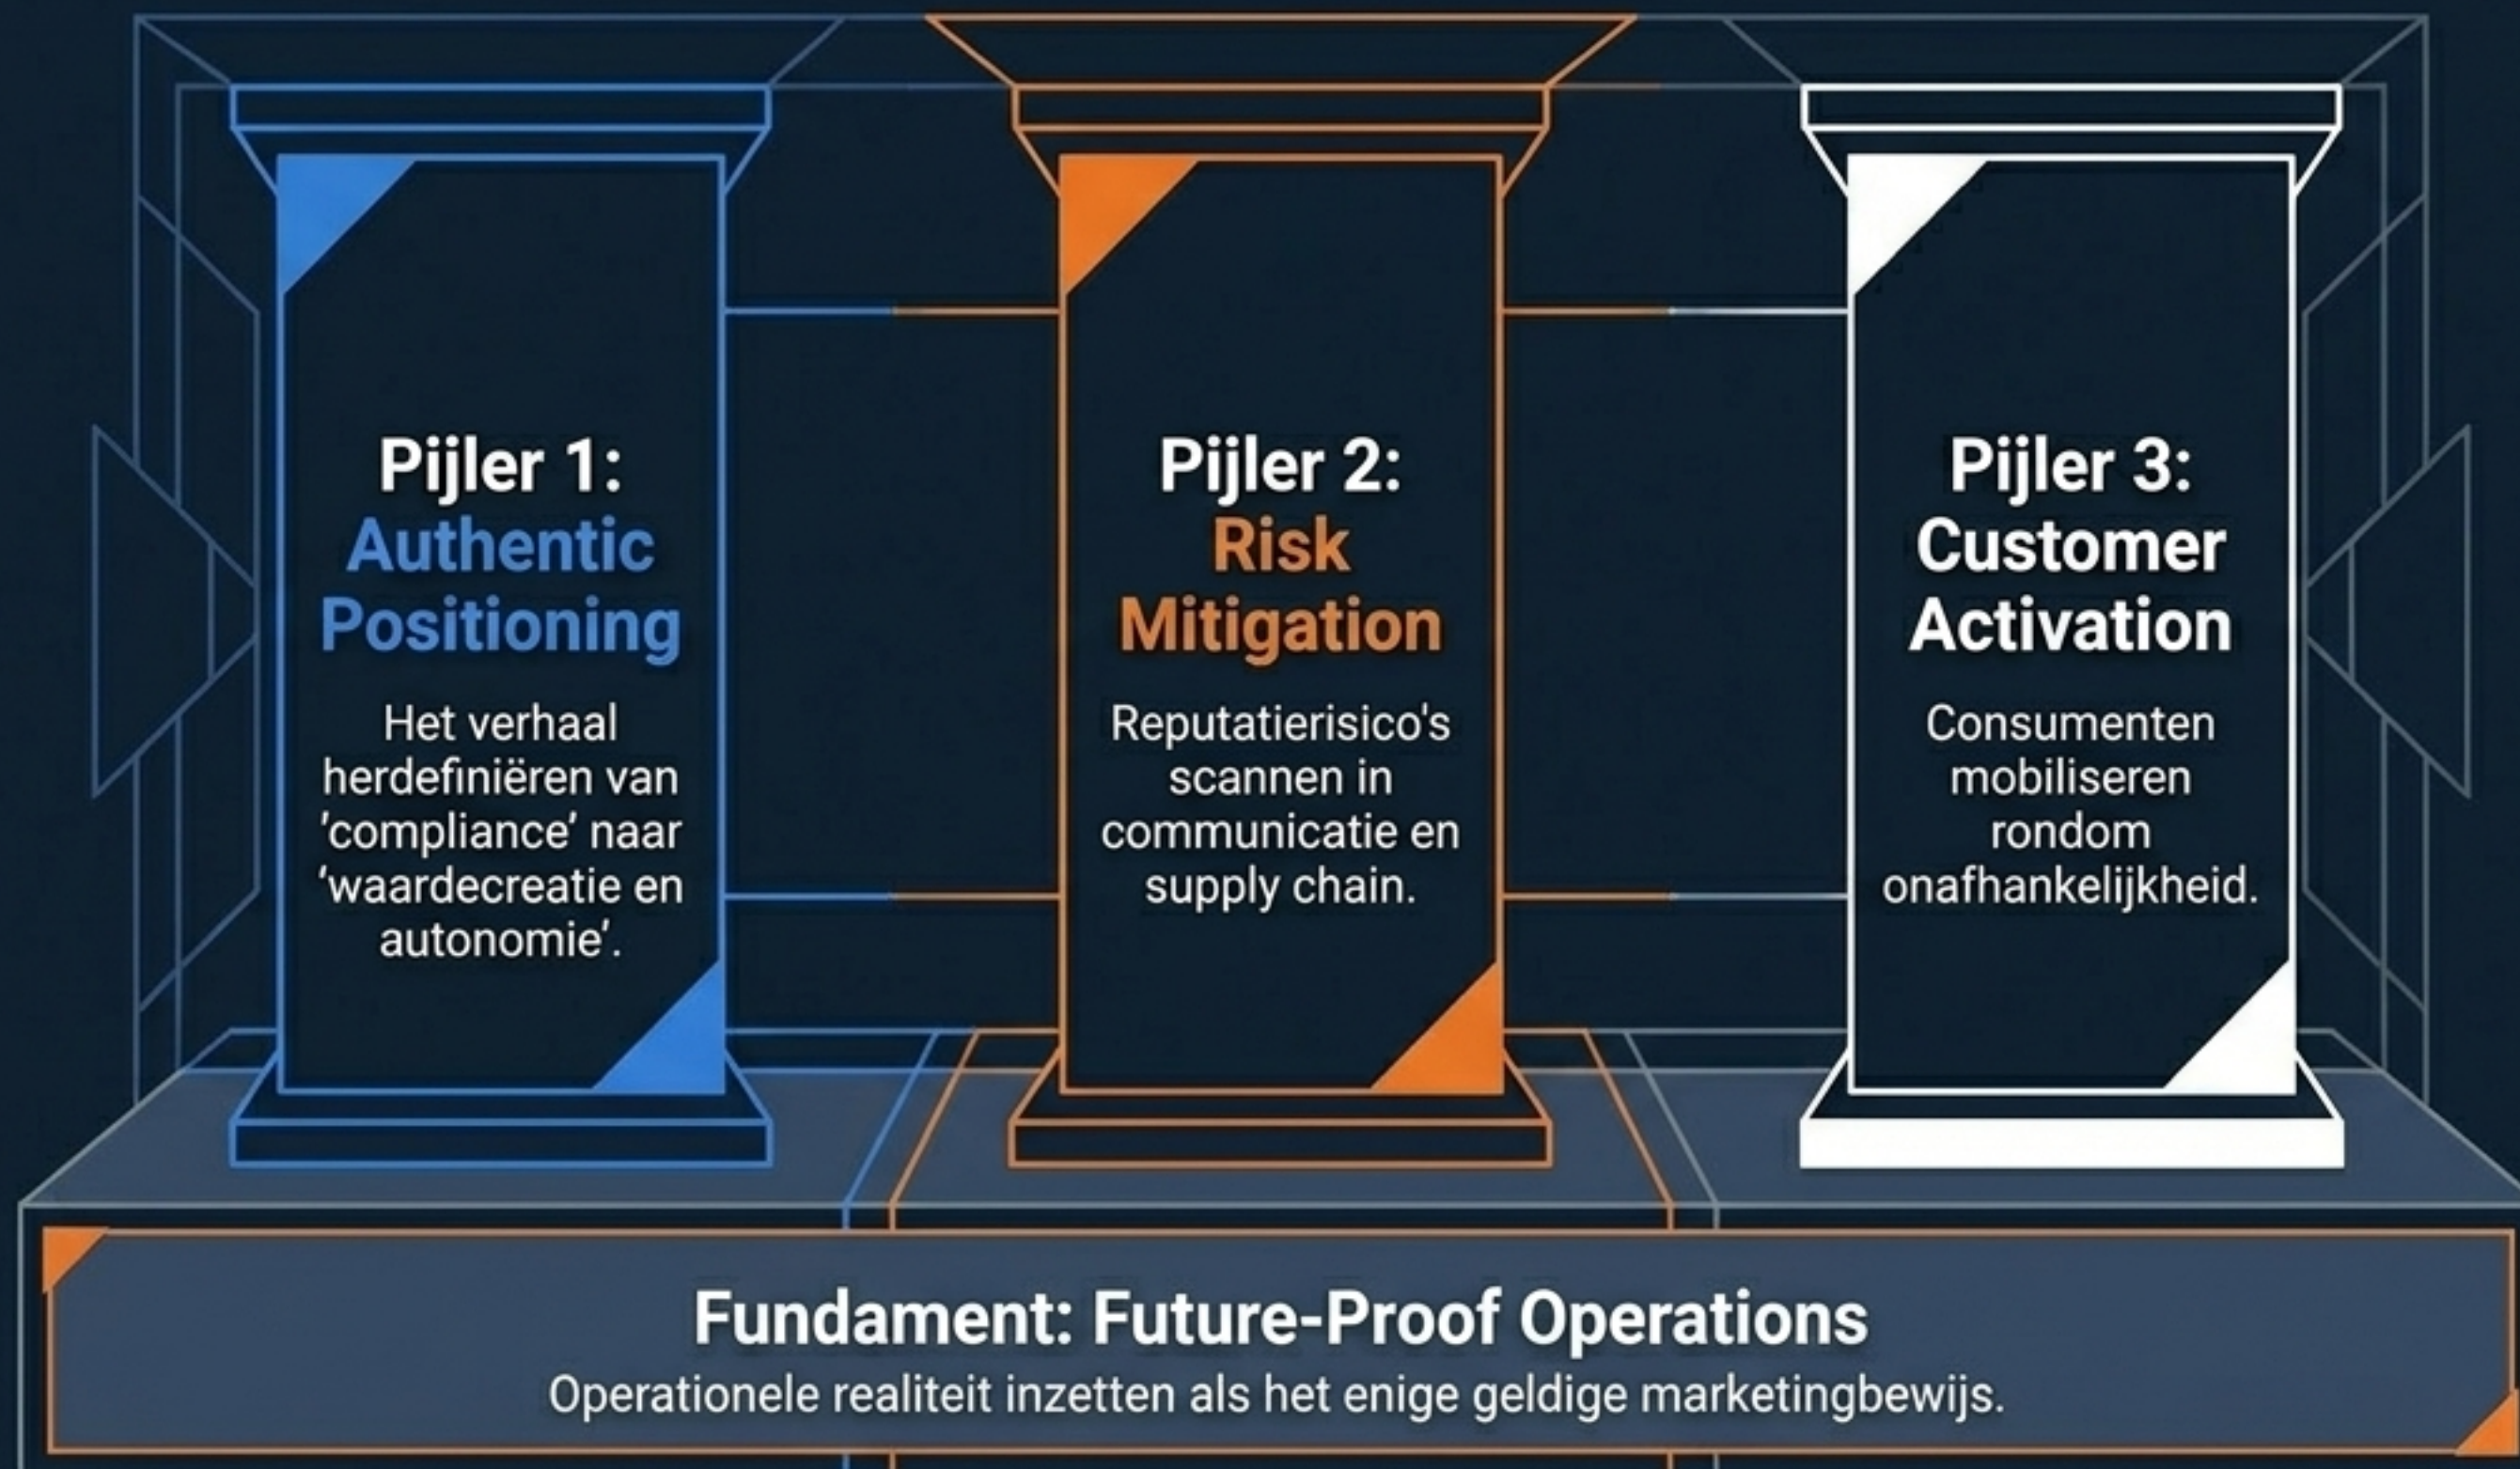 Pijler 1:
Authentic
Positioning
Het verhaal
herdefiniëren van
'compliance' naar
'waardecreatie en
autonomie'.
Pijler 2:
Risk
Mitigation
Reputatierisico's
scannen in
communicatie en
supply chain.
Pijler 3:
Customer
Activation
Consumenten
mobiliseren
rondom
onafhankelijkheid.
Fundament: Future-Proof Operations
Operationele realiteit inzetten als het enige geldige marketingbewijs.